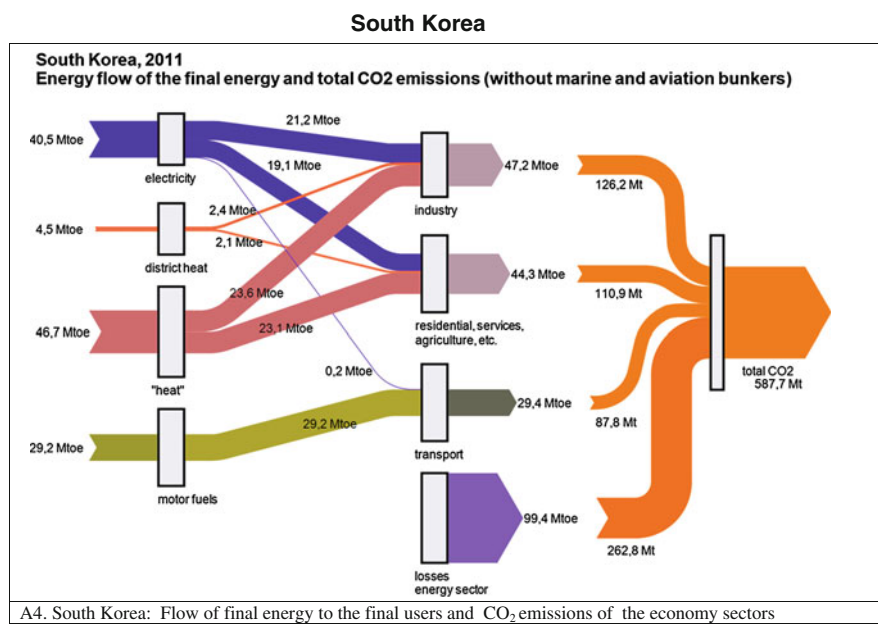 South Korea
South Korea, 2011
Energy flow of the final energy and total CO2 emissions (without marine and aviation bunkers)
40,5 Mtoe
electricity
21,2 Mtoe
19,1 Mtoe
4,5 Mtoe
district heat
2,4 Mtoe
2,1 Mtoe
46,7 Mtoe
"heat"
23,6 Mtoe
23,1 Mtoe
0,2 Mtoe
29,2 Mtoe
motor fuels
29,2 Mtoe
industry
47,2 Mtoe
residential, services,
agriculture, etc.
44,3 Mtoe
transport
29,4 Mtoe
losses
energy sector
99,4 Mtoe
126,2 Mt
110,9 Mt
87,8 Mt
262,8 Mt
total CO2
587,7 Mt
A4. South Korea: Flow of final energy to the final users and CO2 emissions of the economy sectors